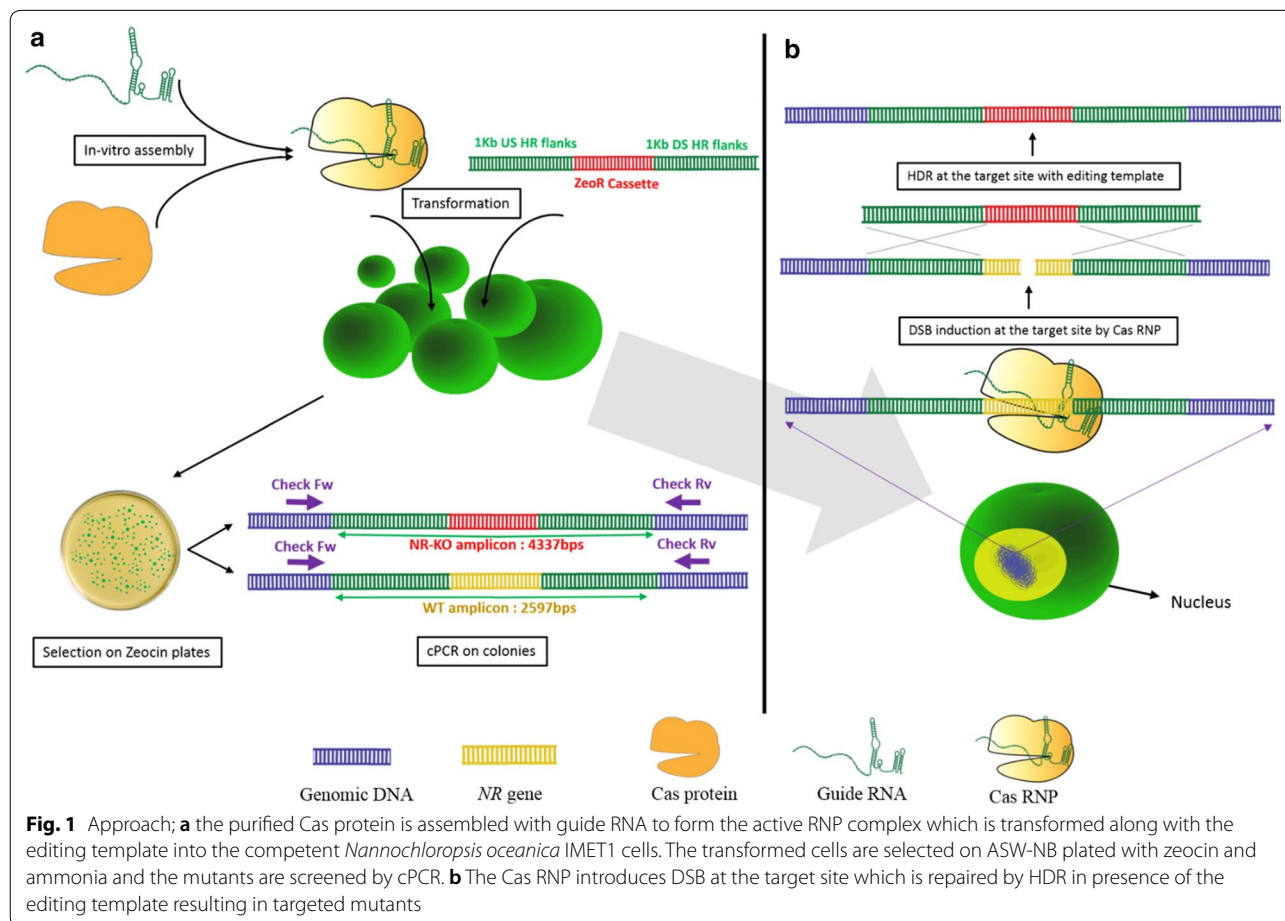 a
b
In-vitro assembly
1Kb US HR flanks
1Kb DS HR flanks
ZeoR Cassette
Transformation
Check Fw
Check Rv
NR-KO amplicon : 4337bps
Check Fw
Check Rv
WT amplicon : 2597bps
Selection on Zeocin plates
cPCR on colonies
HDR at the target site with editing template
DSB induction at the target site by Cas RNP
Nucleus
Genomic DNA
NR gene
Cas protein
Guide RNA
Cas RNP
Fig. 1 Approach; a the purified Cas protein is assembled with guide RNA to form the active RNP complex which is transformed along with the
editing template into the competent Nannochloropsis oceanica IMET1 cells. The transformed cells are selected on ASW-NB plated with zeocin and
ammonia and the mutants are screened by cPCR. b The Cas RNP introduces DSB at the target site which is repaired by HDR in presence of the
editing template resulting in targeted mutants